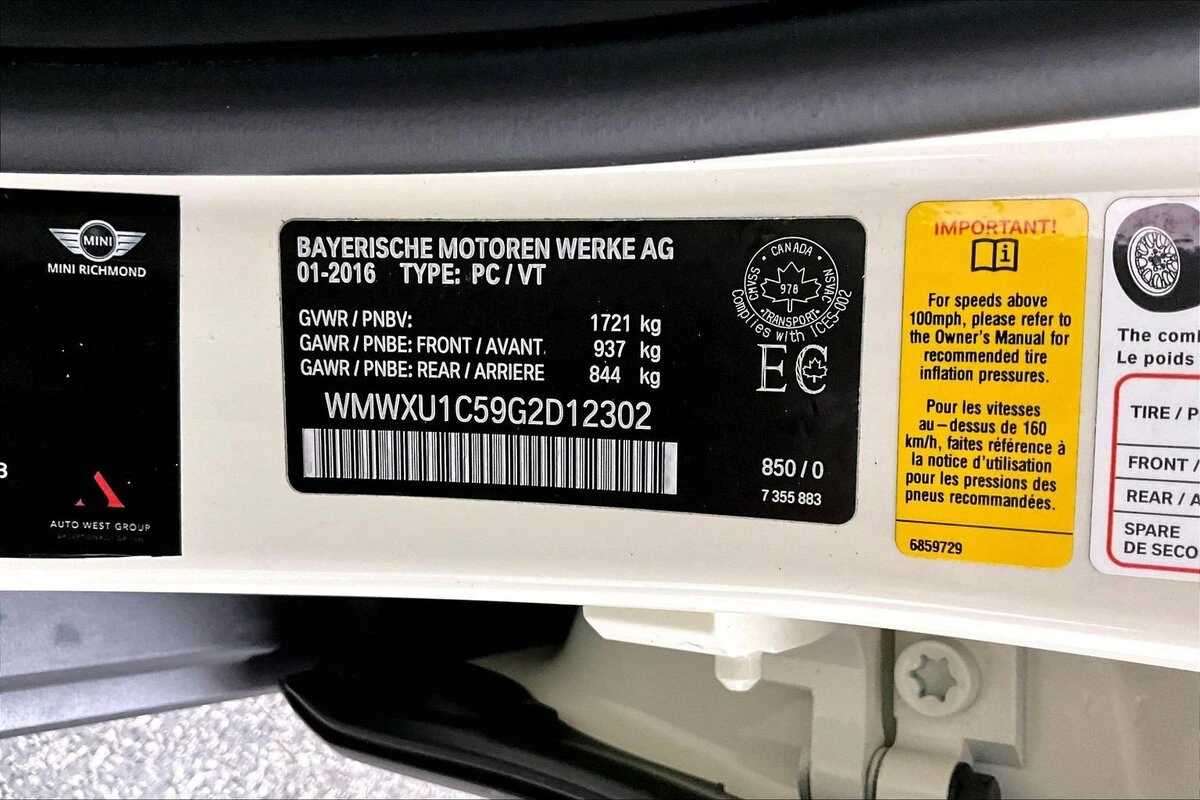 MINI
MINI RICHMOND
3
AUTO WEST GROUP
EXCEPTIONALLY DRIVEN
BAYERISCHE MOTOREN WERKE AG
01-2016 TYPE: PC / VT
GVWR / PNBV: 1721 kg
GAWR / PNBE: FRONT / AVANT 937 kg
GAWR / PNBE: REAR / ARRIERE 844 kg
WMWXU1C59G2D12302
CANADA
CMVSS NSVAC
978
TRANSPORT
Complies with ICES-002
EC
850 / 0
7 355 883
IMPORTANT!
i
For speeds above
100mph, please refer to
the Owner's Manual for
recommended tire
inflation pressures.
Pour les vitesses
au–dessus de 160
km/h, faites référence à
la notice d'utilisation
pour les pressions des
pneus recommandées.
6859729
The com
Le poids
TIRE / P
FRONT /
REAR / A
SPARE
DE SECO